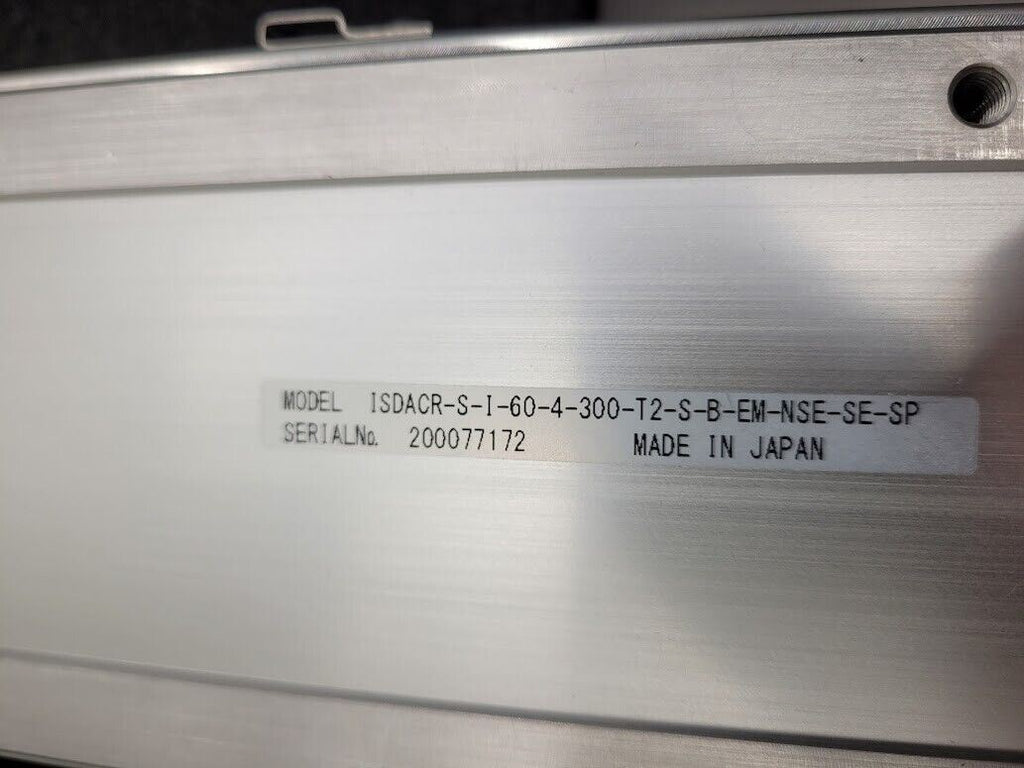 MODEL ISDACR-S-I-60-4-300-T2-S-B-EM-NSE-SE-SP
SERIALNo. 200077172 MADE IN JAPAN